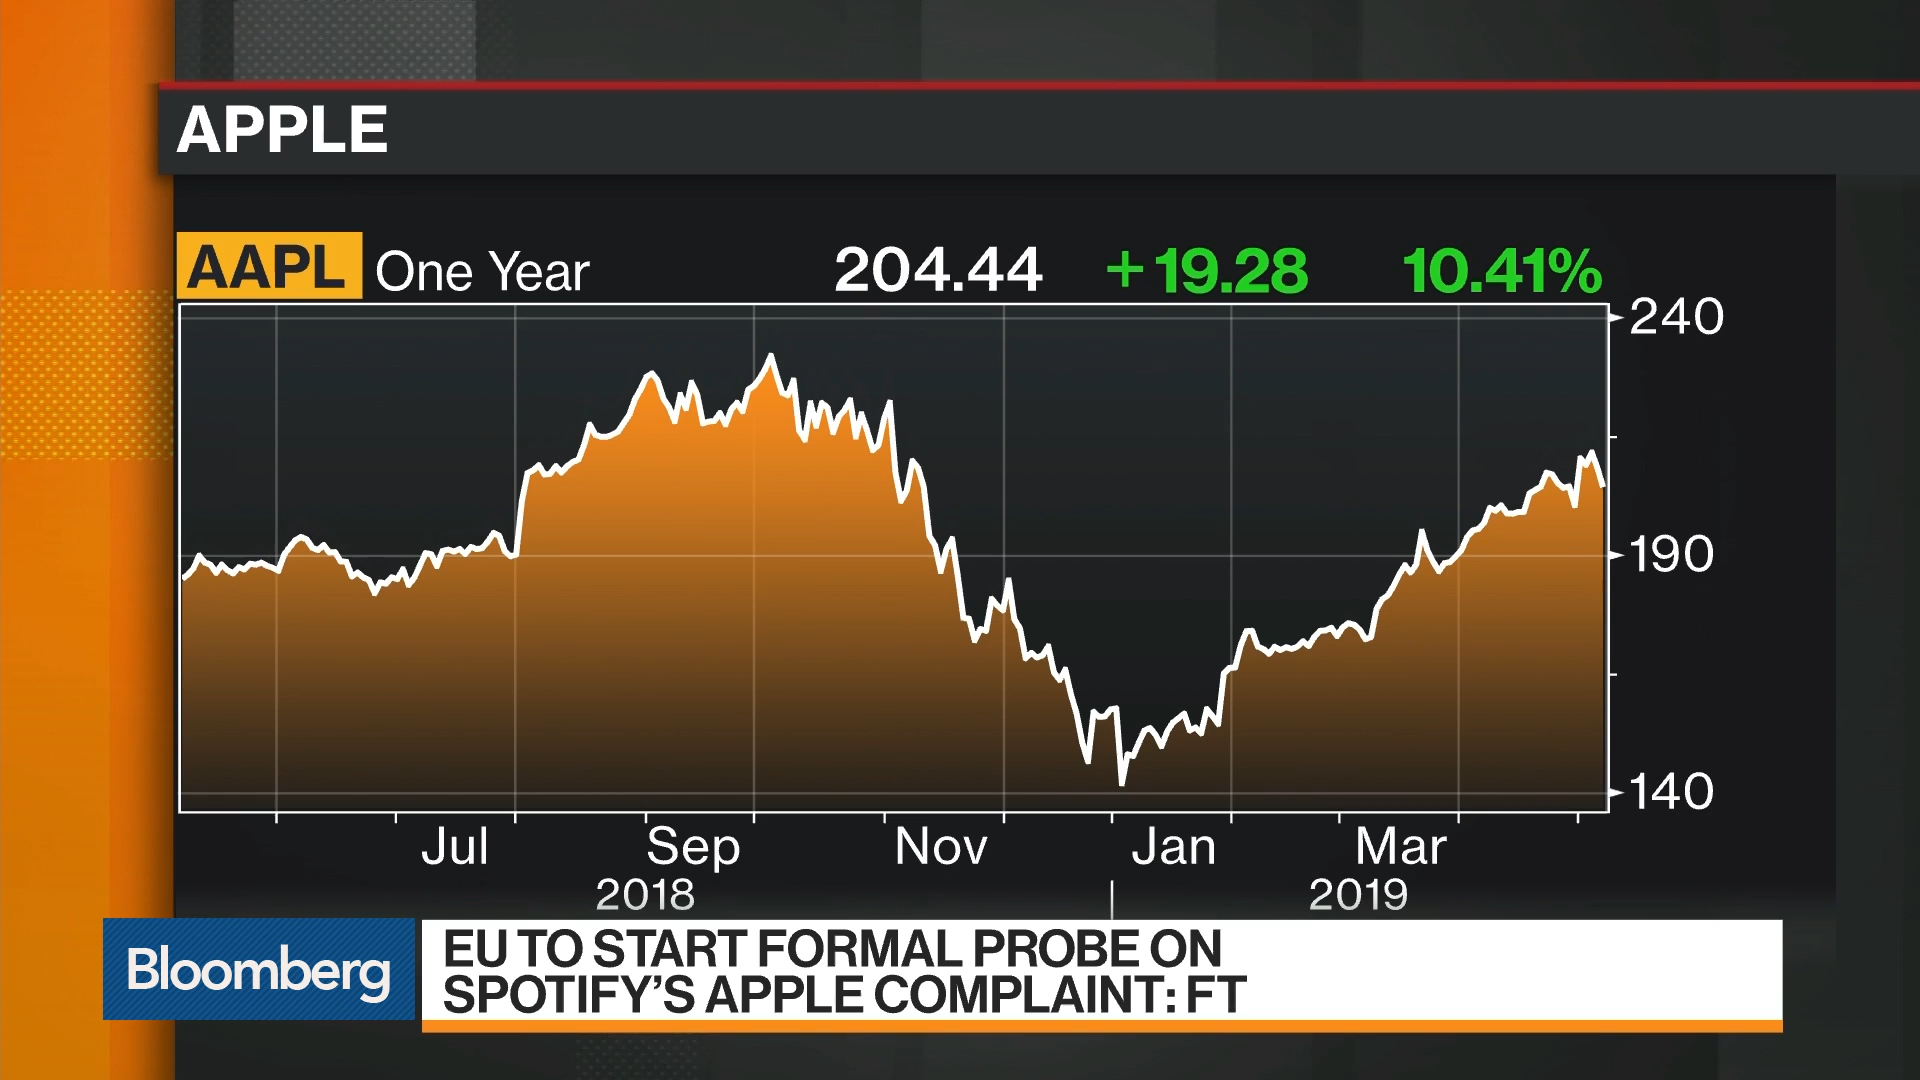 APPLE
AAPL One Year 204.44 +19.28 10.41%
240
190
140
Jul Sep Nov Jan Mar
2018 2019
Bloomberg
EU TO START FORMAL PROBE ON
SPOTIFY'S APPLE COMPLAINT: FT